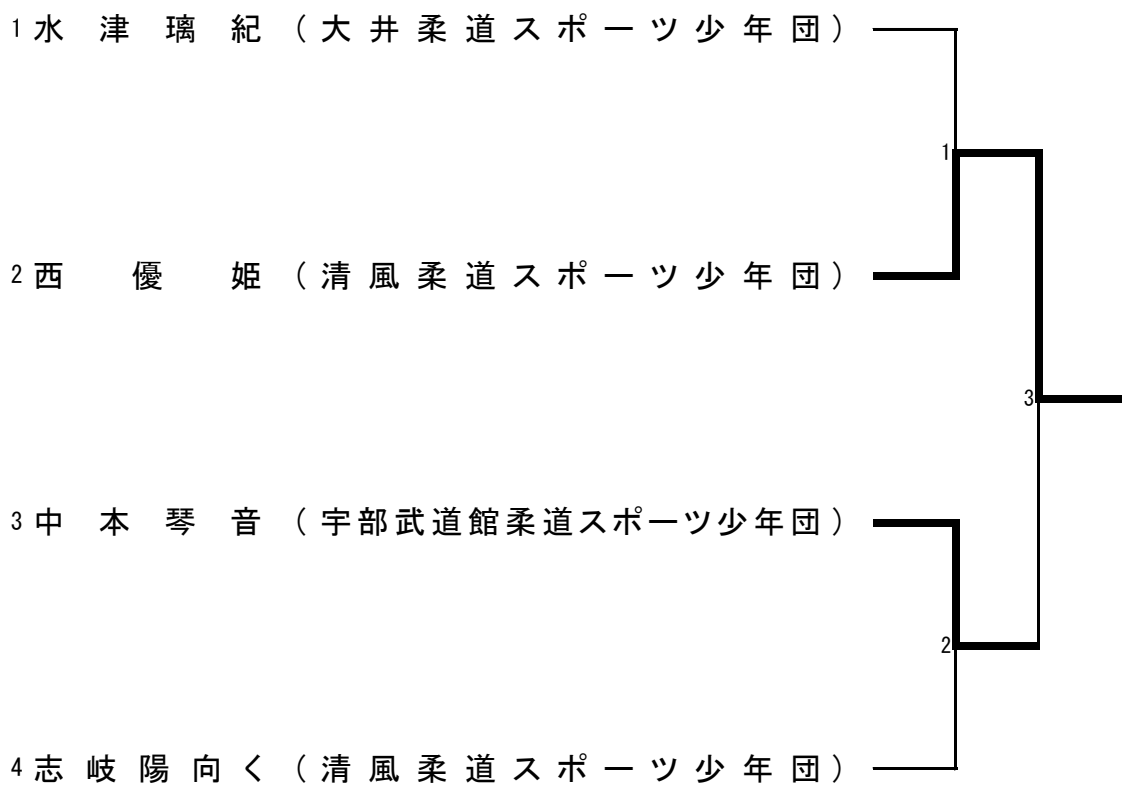 1 水津璃紀 (大井柔道スポーツ少年団)
1
2 西優姫 (清風柔道スポーツ少年団)
3
3 中本琴音 (宇部武道館柔道スポーツ少年団)
2
4 志岐陽向く (清風柔道スポーツ少年団)